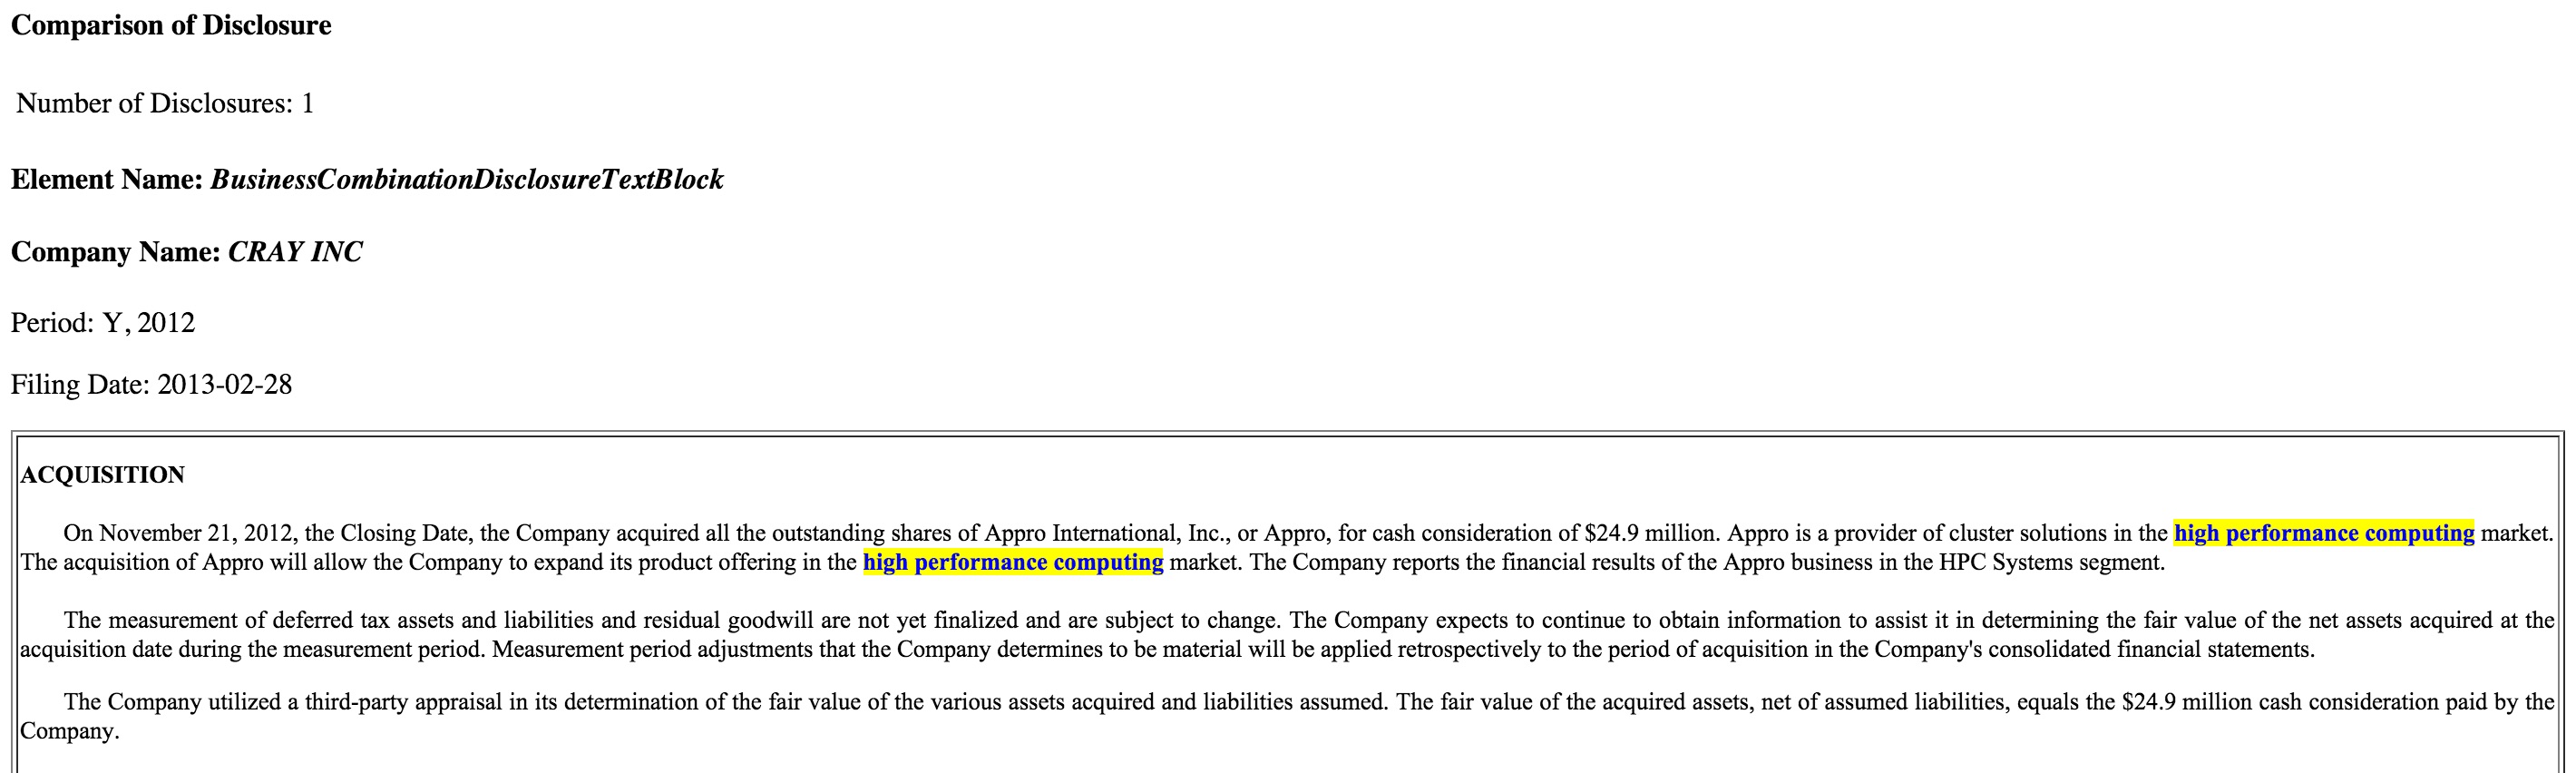 Comparison of Disclosure
Number of Disclosures: 1
Element Name: BusinessCombinationDisclosureTextBlock
Company Name: CRAY INC
Period: Y, 2012
Filing Date: 2013-02-28
ACQUISITION
On November 21, 2012, the Closing Date, the Company acquired all the outstanding shares of Appro International, Inc., or Appro, for cash consideration of $24.9 million. Appro is a provider of cluster solutions in the high performance computing market.
The acquisition of Appro will allow the Company to expand its product offering in the high performance computing market. The Company reports the financial results of the Appro business in the HPC Systems segment.
The measurement of deferred tax assets and liabilities and residual goodwill are not yet finalized and are subject to change. The Company expects to continue to obtain information to assist it in determining the fair value of the net assets acquired at the
acquisition date during the measurement period. Measurement period adjustments that the Company determines to be material will be applied retrospectively to the period of acquisition in the Company's consolidated financial statements.
The Company utilized a third-party appraisal in its determination of the fair value of the various assets acquired and liabilities assumed. The fair value of the acquired assets, net of assumed liabilities, equals the $24.9 million cash consideration paid by the
Company.